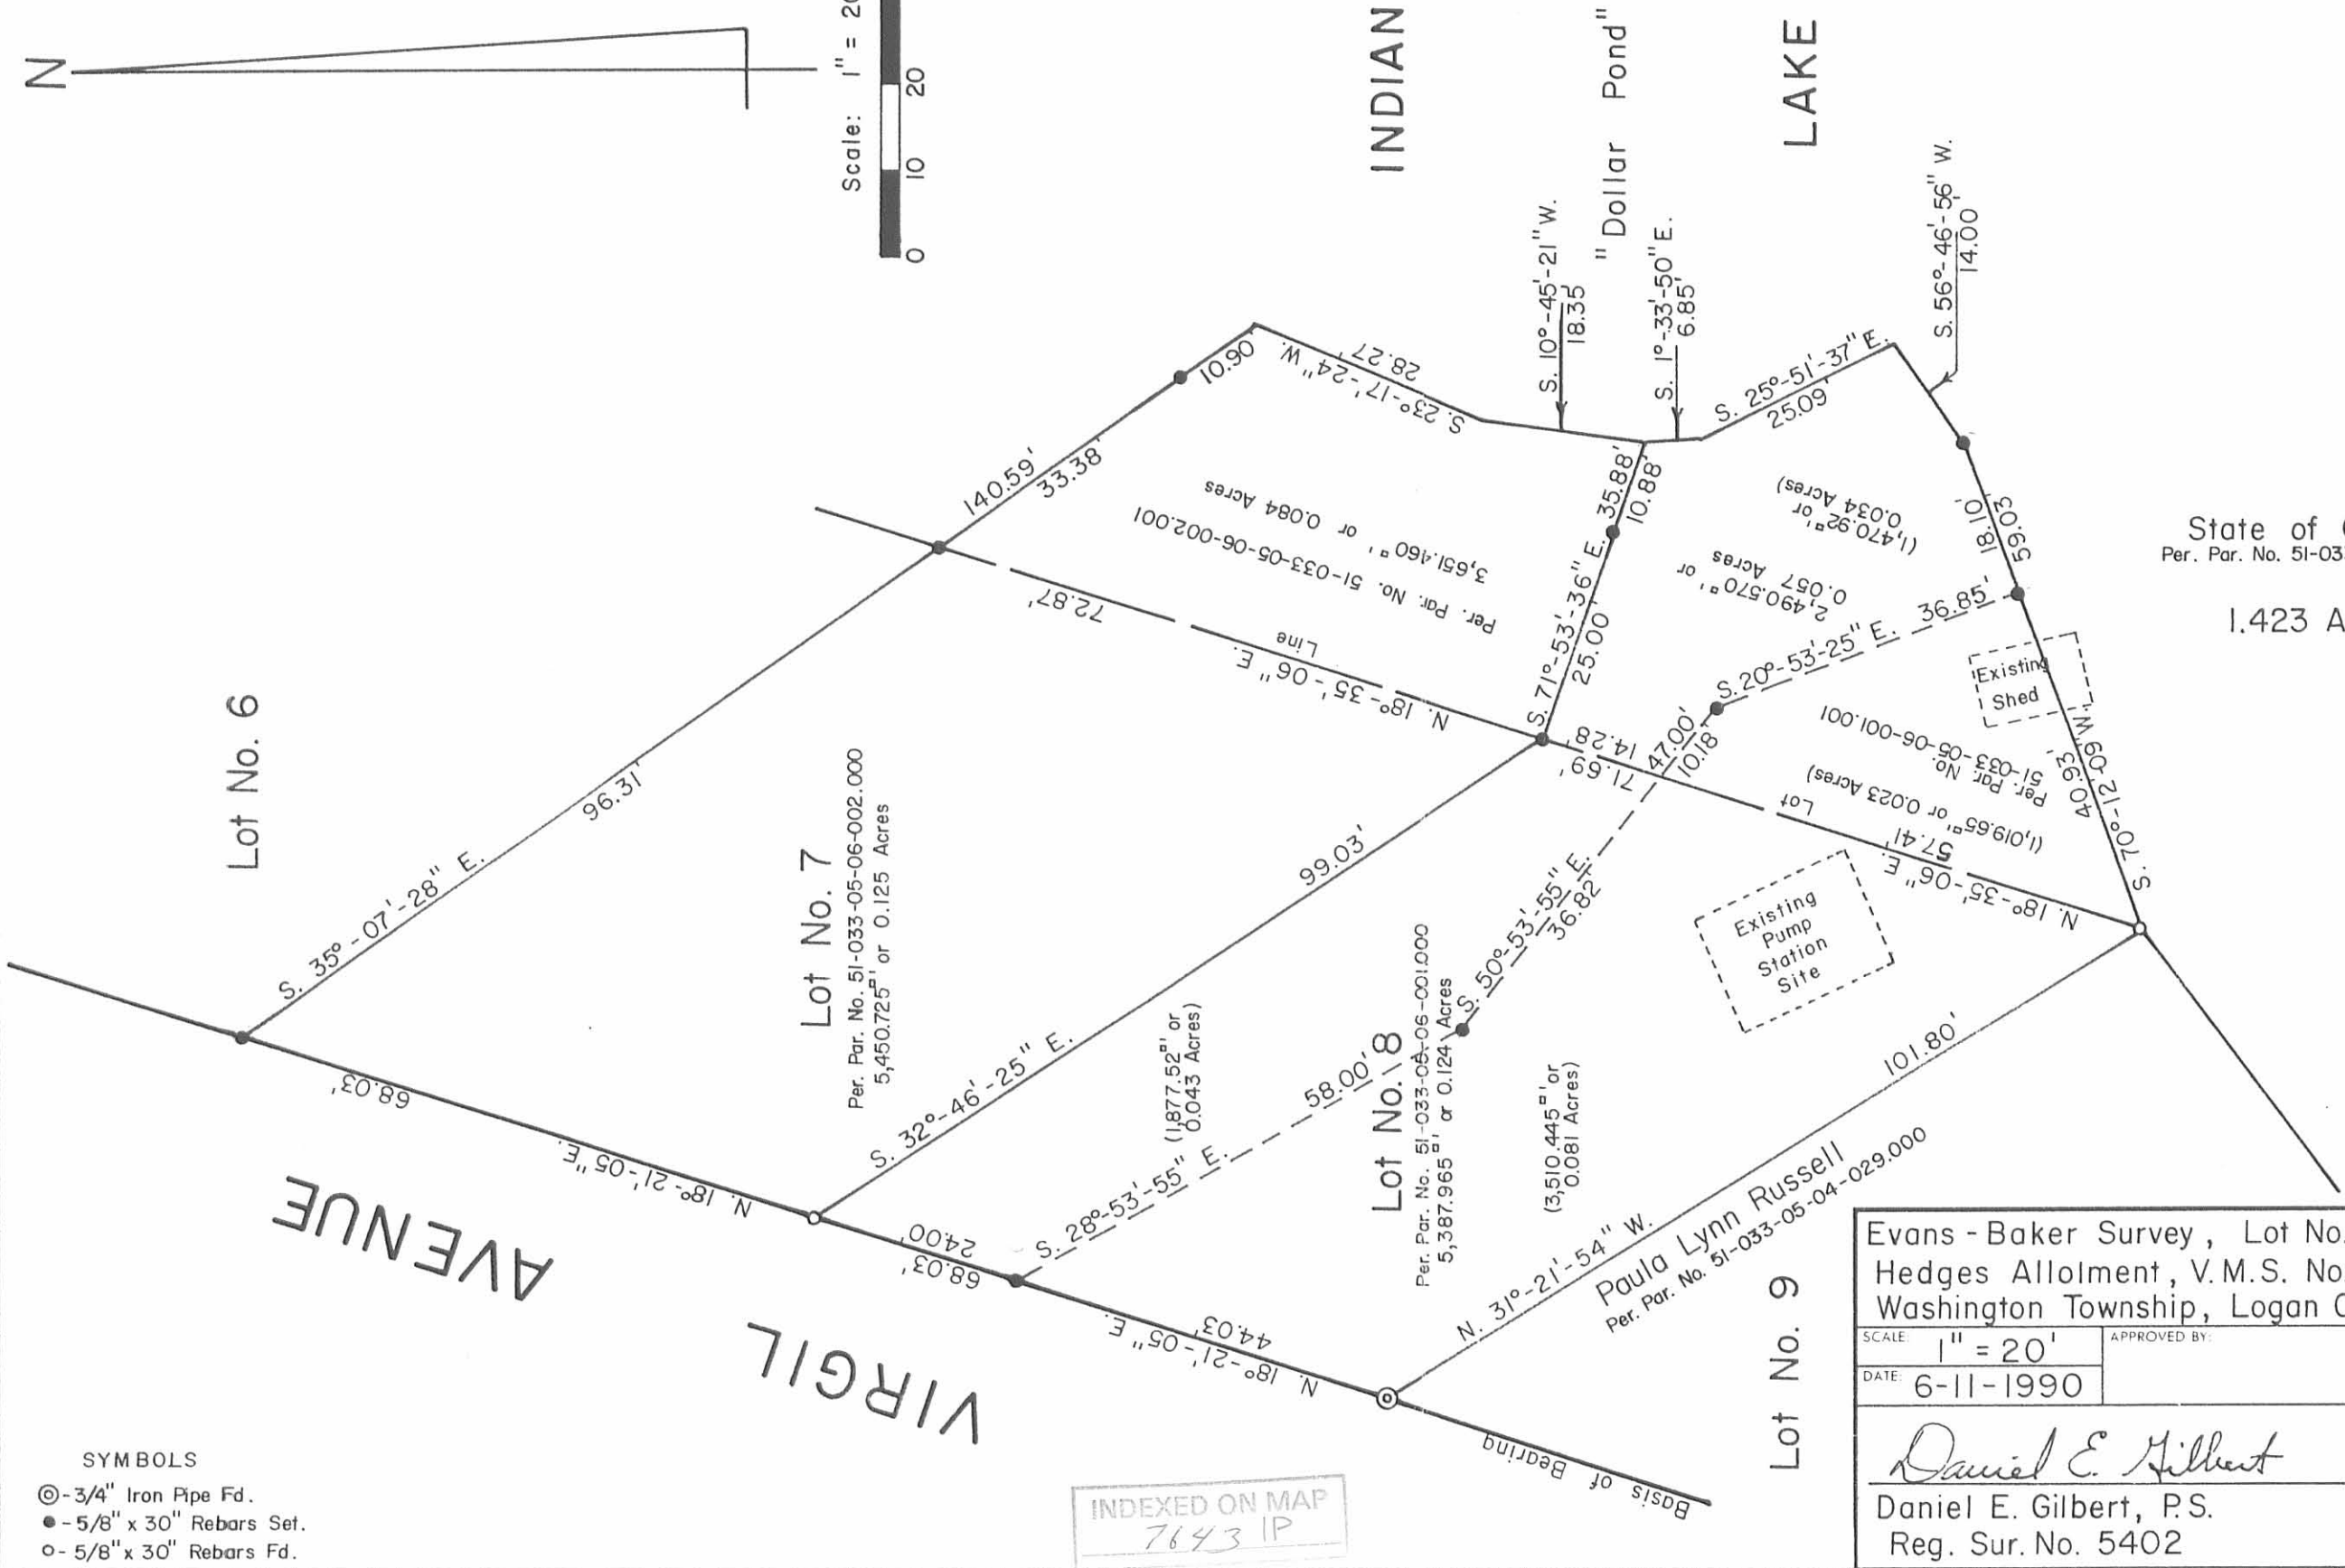 N
Scale: 1" =
0 10 20
INDIAN
"Dollar Pond"
LAKE
S. 10°-45'-21" W.
18.35'
S. 1°-33'-50" E.
6.85'
S. 56°-46'-56" W.
14.00'
10.90
S. 23°-17'-24" W.
28.27'
S. 25°-51'-37" E.
25.09'
140.59'
33.38'
Per. Par. No. 51-033-05-06-002.001
3,651.460 □' or 0.084 Acres
35.88'
10.88'
S. 71°-53'-36" E.
25.00'
(1,470.92□' or
0.034 Acres)
2,490.570□' or
0.057 Acres
18.10'
59.03'
State of
Per. Par. No.
1.423
72.87'
N. 18°-35'-06" E.
Line
14.28'
71.69'
47.00'
10.18'
S. 20°-53'-25" E. 36.85'
Existing
Shed
Per. Par. No.
51-033-05-06-001.001
(1,019.65□' or 0.023 Acres)
40.93'
S. 70°-12'-09" W.
Lot
57.41'
N. 18°-35'-06" E.
Lot No. 6
S. 35°-07'-28" E.
96.31'
Lot No. 7
Per. Par. No. 51-033-05-06-002.000
5,450.725□' or 0.125 Acres
99.03'
S. 32°-46'-25" E.
(1,877.52□' or
0.043 Acres)
S. 50°-53'-55" E.
36.82'
58.00'
S. 28°-53'-55" E.
Lot No. 8
Per. Par. No. 51-033-05-06-001.000
5,387.965□' or 0.124 Acres
(3,510.445□' or
0.081 Acres)
Existing
Pump
Station
Site
101.80'
N. 31°-21'-54" W.
Paula Lynn Russell
Per. Par. No. 51-033-05-04-029.000
Lot No. 9
68.03'
N. 18°-21'-05" E.
24.00'
68.03'
44.03'
N. 18°-21'-05" E.
VIRGIL AVENUE
Basis of Bearing
SYMBOLS
◎-3/4" Iron Pipe Fd.
●-5/8" x 30" Rebars Set.
○- 5/8" x 30" Rebars Fd.
INDEXED ON MAP
7643 IP
Evans - Baker Survey, Lot No.
Hedges Allolment, V.M.S. No
Washington Township, Logan
SCALE: 1" = 20'
APPROVED BY:
DATE: 6-11-1990
Daniel E. Gilbert
Daniel E. Gilbert, P.S.
Reg. Sur. No. 5402